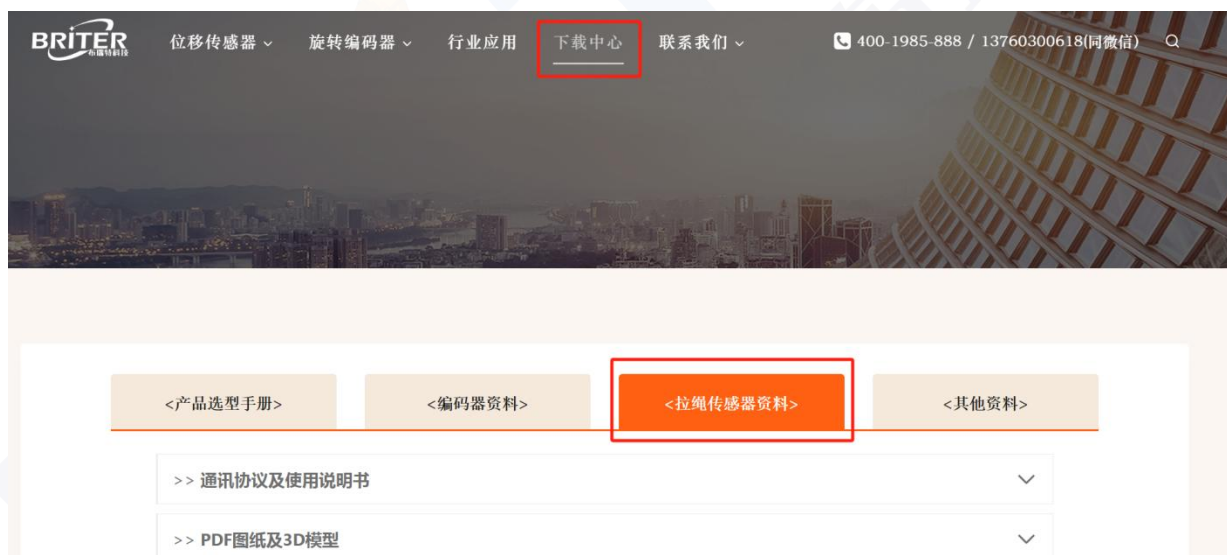 BRITER
布瑞特科技
位移传感器
旋转编码器
行业应用
下载中心
联系我们
400-1985-888 / 13760300618(同微信)
<产品选型手册>
<编码器资料>
<拉绳传感器资料>
<其他资料>
>> 通讯协议及使用说明书
>> PDF图纸及3D模型